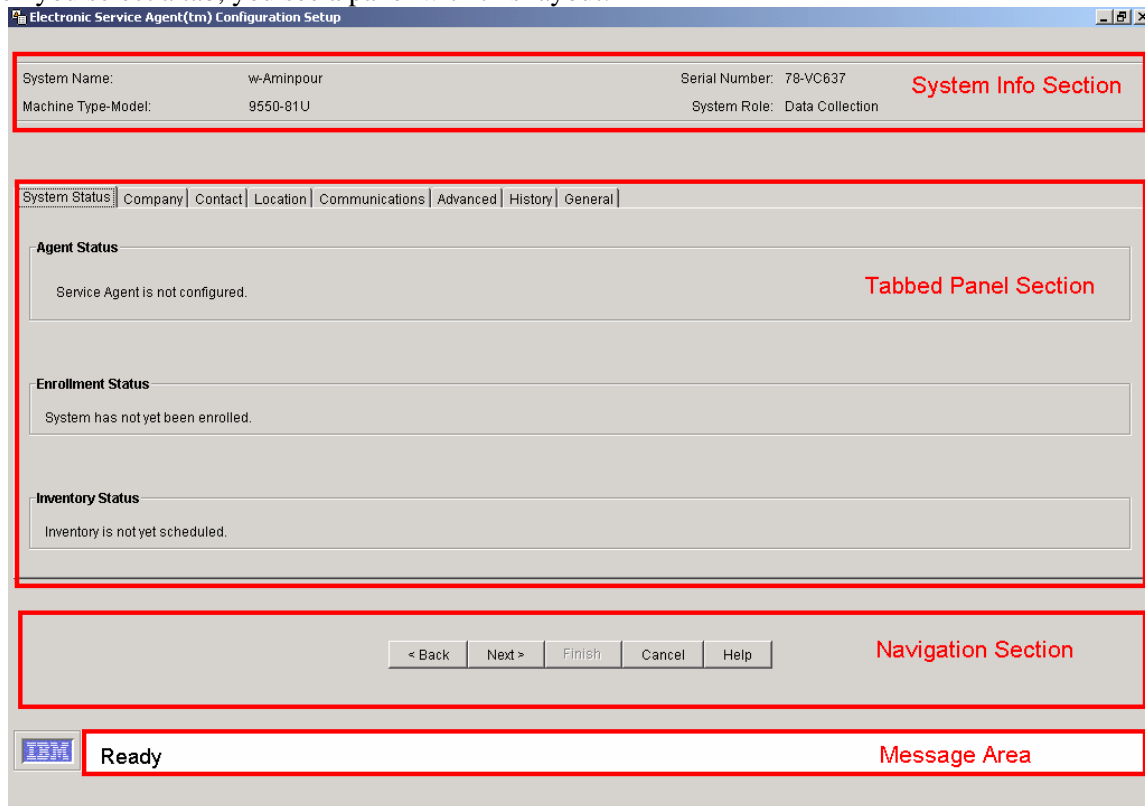 Electronic Service Agent(tm) Configuration Setup
System Name: w-Aminpour Serial Number: 78-VC637 System Info Section
Machine Type-Model: 9550-81U System Role: Data Collection
System Status Company Contact Location Communications Advanced History General
Agent Status
Service Agent is not configured. Tabbed Panel Section
Enrollment Status
System has not yet been enrolled.
Inventory Status
Inventory is not yet scheduled.
< Back Next > Finish Cancel Help Navigation Section
IBM Ready Message Area